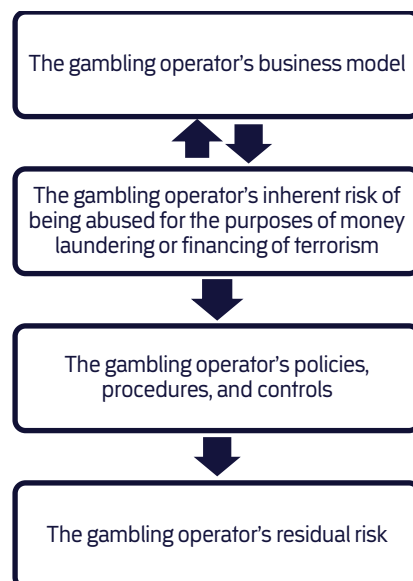 The gambling operator's business model
The gambling operator's inherent risk of
being abused for the purposes of money
laundering or financing of terrorism
The gambling operator's policies,
procedures, and controls
The gambling operator's residual risk